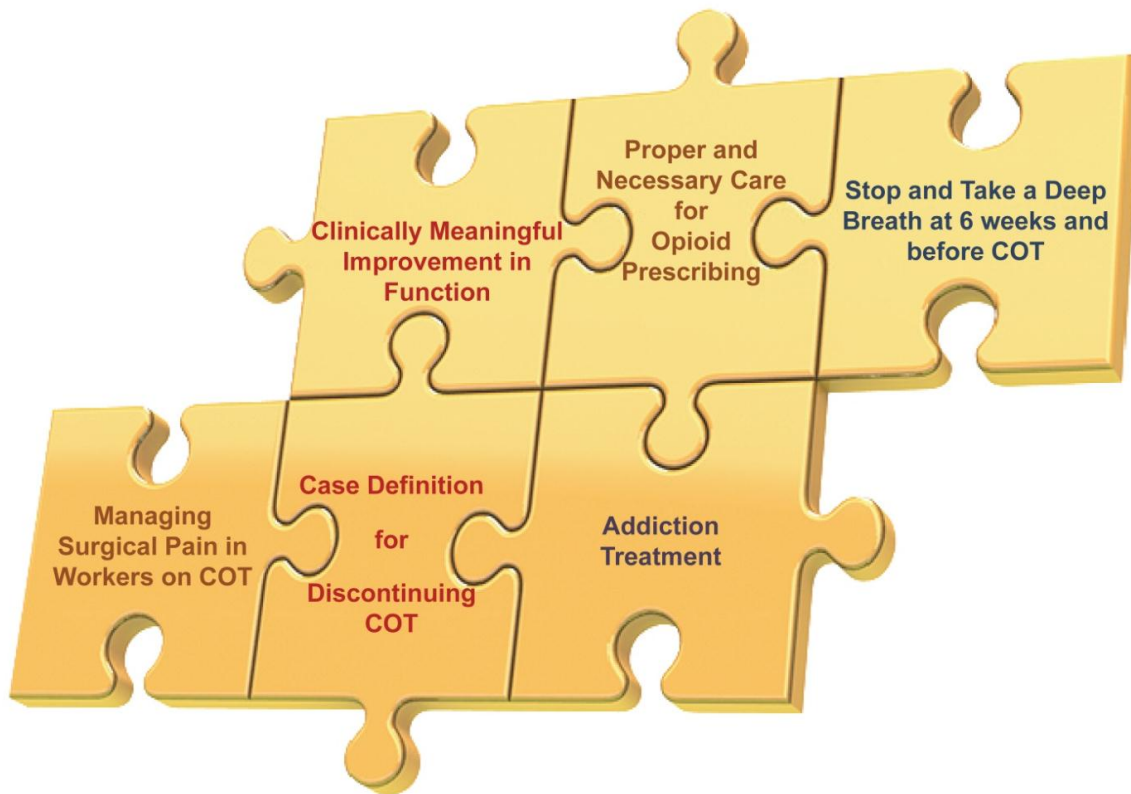 Clinically Meaningful
Improvement in
Function
Proper and
Necessary Care
for
Opioid
Prescribing
Stop and Take a Deep
Breath at 6 weeks and
before COT
Managing
Surgical Pain in
Workers on COT
Case Definition
for
Discontinuing
COT
Addiction
Treatment